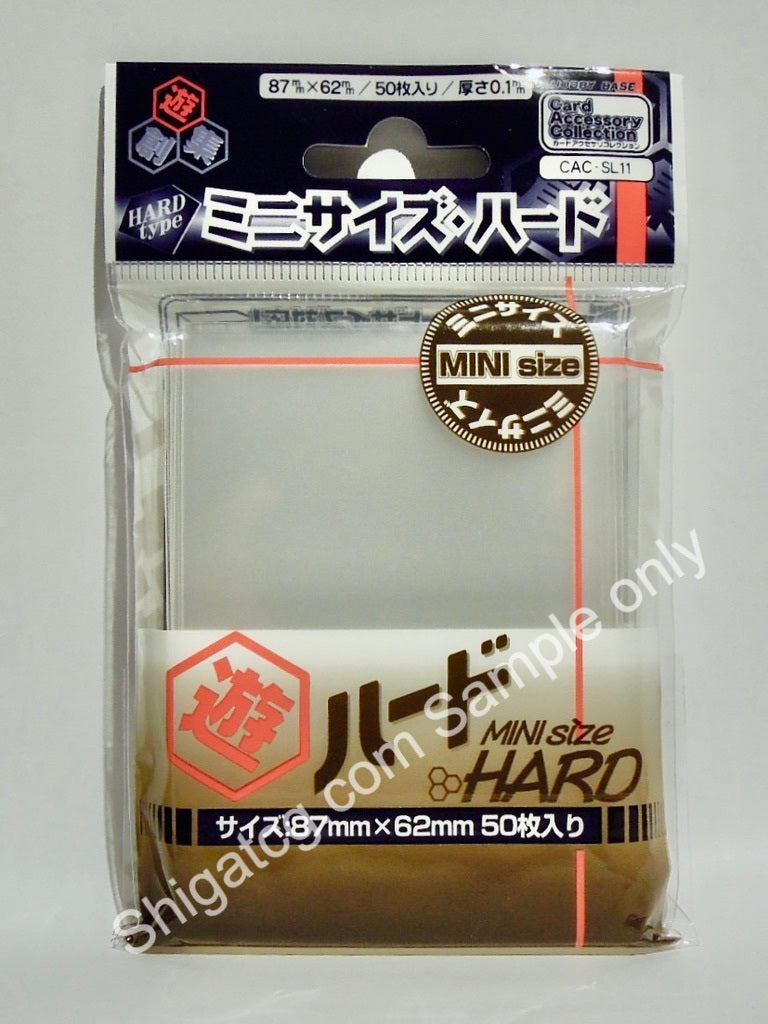 87mm×62mm/50枚入り/厚さ0.1mm
HOBBY BASE
遊
創 集
Card
Accessory
Collection
カードアクセサリコレクション
CAC-SL11
HARD
type
ミニサイズ・ハード
ミニサイズ
MINI size
ミニサイズ
遊
ハード
MINI size
HARD
サイズ:87mm×62mm 50枚入り
Shigatcg com Sample only